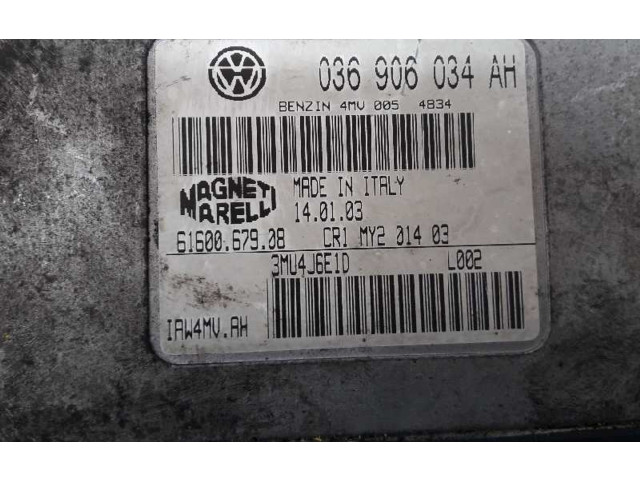 036 906 034 AH
BENZIN 4MV 005 4B34
MAGNETI MARELLI
MADE IN ITALY
14.01.03
61600.679.08 CR1 MY2 014 03
3MU4J6E1D L002
IAW4MV.AH